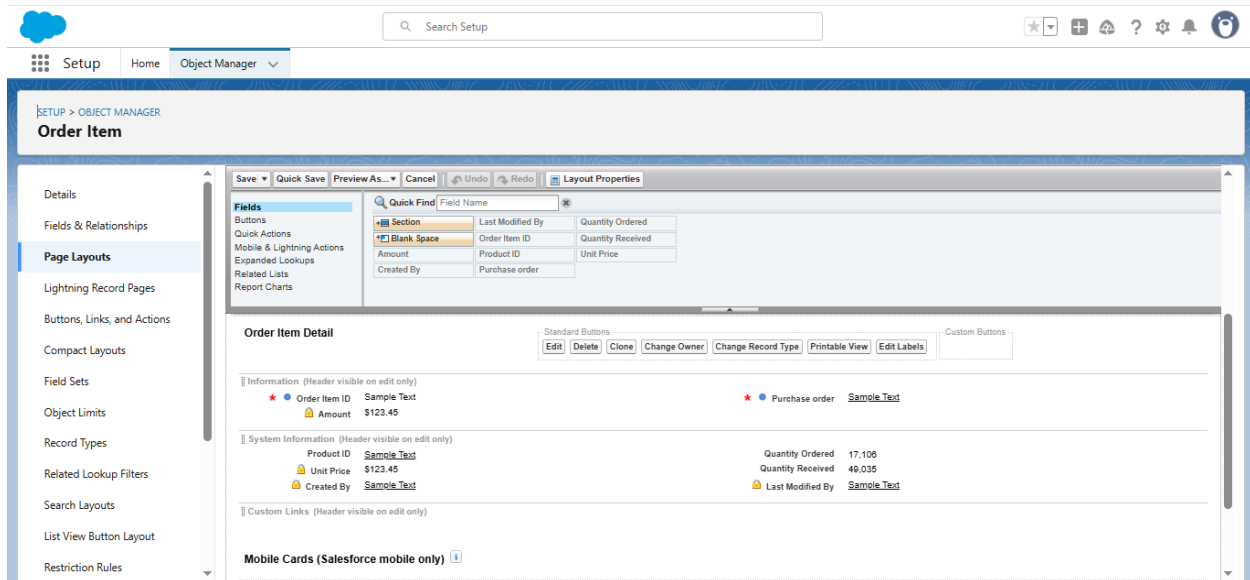 Search Setup
Setup Home Object Manager
SETUP > OBJECT MANAGER
Order Item
Details
Fields & Relationships
Page Layouts
Lightning Record Pages
Buttons, Links, and Actions
Compact Layouts
Field Sets
Object Limits
Record Types
Related Lookup Filters
Search Layouts
List View Button Layout
Restriction Rules
Save Quick Save Preview As... Cancel Undo Redo Layout Properties
Fields
Buttons
Quick Actions
Mobile & Lightning Actions
Expanded Lookups
Related Lists
Report Charts
Quick Find Field Name
Section Last Modified By Quantity Ordered
Blank Space Order Item ID Quantity Received
Amount Product ID Unit Price
Created By Purchase order
Order Item Detail
Standard Buttons
Edit Delete Clone Change Owner Change Record Type Printable View Edit Labels
Custom Buttons
Information (Header visible on edit only)
* Order Item ID Sample Text * Purchase order Sample Text
Amount $123.45
System Information (Header visible on edit only)
Product ID Sample Text Quantity Ordered 17,106
Unit Price $123.45 Quantity Received 49,035
Created By Sample Text Last Modified By Sample Text
Custom Links (Header visible on edit only)
Mobile Cards (Salesforce mobile only) i